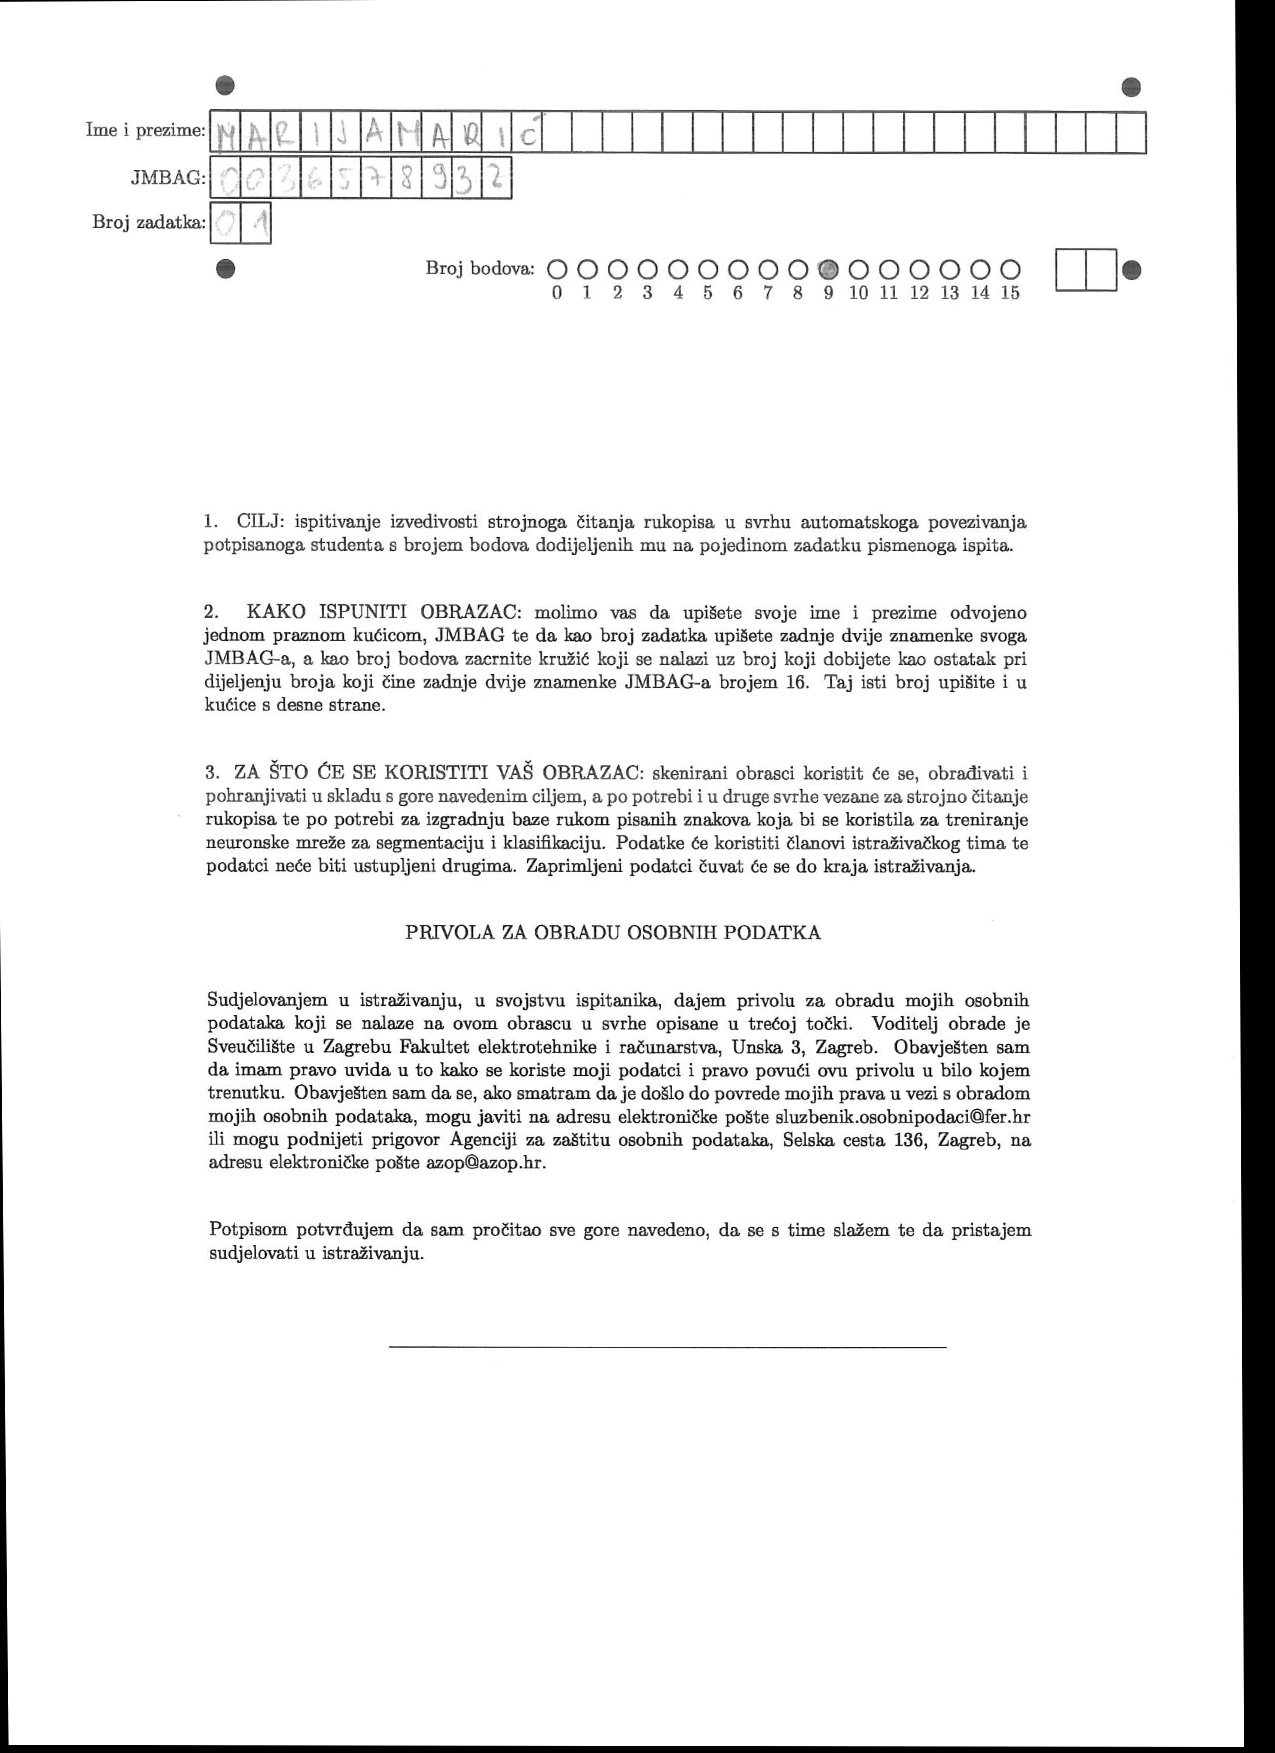 Ime i prezime: MARIJAMARIĆ
JMBAG: 0036578932
Broj zadatka: 01
Broj bodova:
0 1 2 3 4 5 6 7 8 9 10 11 12 13 14 15
1. CILJ: ispitivanje izvedivosti strojnoga čitanja rukopisa u svrhu automatskoga povezivanja
potpisanoga studenta s brojem bodova dodijeljenih mu na pojedinom zadatku pismenoga ispita.
2. KAKO ISPUNITI OBRAZAC: molimo vas da upišete svoje ime i prezime odvojeno
jednom praznom kućicom, JMBAG te da kao broj zadatka upišete zadnje dvije znamenke svoga
JMBAG-a, a kao broj bodova zacrnite kružić koji se nalazi uz broj koji dobijete kao ostatak pri
dijeljenju broja koji čine zadnje dvije znamenke JMBAG-a brojem 16. Taj isti broj upišite i u
kućice s desne strane.
3. ZA ŠTO ĆE SE KORISTITI VAŠ OBRAZAC: skenirani obrasci koristit će se, obrađivati i
pohranjivati u skladu s gore navedenim ciljem, a po potrebi i u druge svrhe vezane za strojno čitanje
rukopisa te po potrebi za izgradnju baze rukom pisanih znakova koja bi se koristila za treniranje
neuronske mreže za segmentaciju i klasifikaciju. Podatke će koristiti članovi istraživačkog tima te
podatci neće biti ustupljeni drugima. Zaprimljeni podatci čuvat će se do kraja istraživanja.
PRIVOLA ZA OBRADU OSOBNIH PODATKA
Sudjelovanjem u istraživanju, u svojstvu ispitanika, dajem privolu za obradu mojih osobnih
podataka koji se nalaze na ovom obrascu u svrhe opisane u trećoj točki. Voditelj obrade je
Sveučilište u Zagrebu Fakultet elektrotehnike i računarstva, Unska 3, Zagreb. Obavješten sam
da imam pravo uvida u to kako se koriste moji podatci i pravo povući ovu privolu u bilo kojem
trenutku. Obavješten sam da se, ako smatram da je došlo do povrede mojih prava u vezi s obradom
mojih osobnih podataka, mogu javiti na adresu elektroničke pošte sluzbenik.osobnipodaci@fer.hr
ili mogu podnijeti prigovor Agenciji za zaštitu osobnih podataka, Selska cesta 136, Zagreb, na
adresu elektroničke pošte azop@azop.hr.
Potpisom potvrđujem da sam pročitao sve gore navedeno, da se s time slažem te da pristajem
sudjelovati u istraživanju.